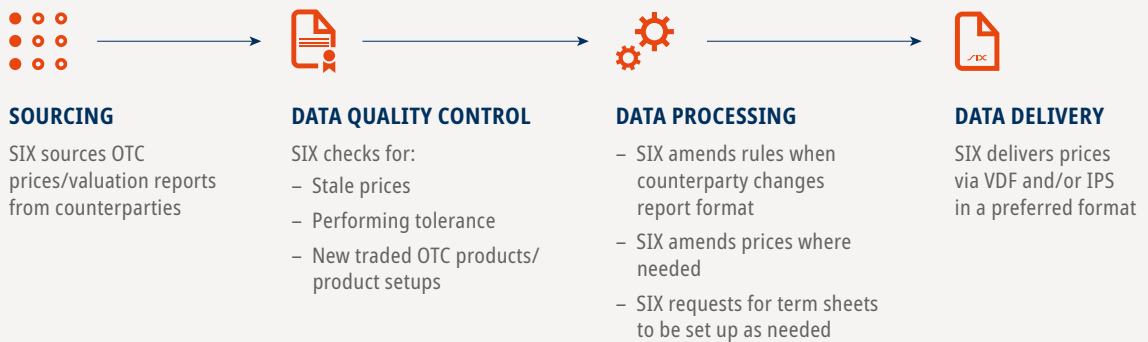 SOURCING
SIX sources OTC
prices/valuation reports
from counterparties
DATA QUALITY CONTROL
SIX checks for:
– Stale prices
– Performing tolerance
– New traded OTC products/
product setups
DATA PROCESSING
– SIX amends rules when
counterparty changes
report format
– SIX amends prices where
needed
– SIX requests for term sheets
to be set up as needed
SIX
DATA DELIVERY
SIX delivers prices
via VDF and/or IPS
in a preferred format